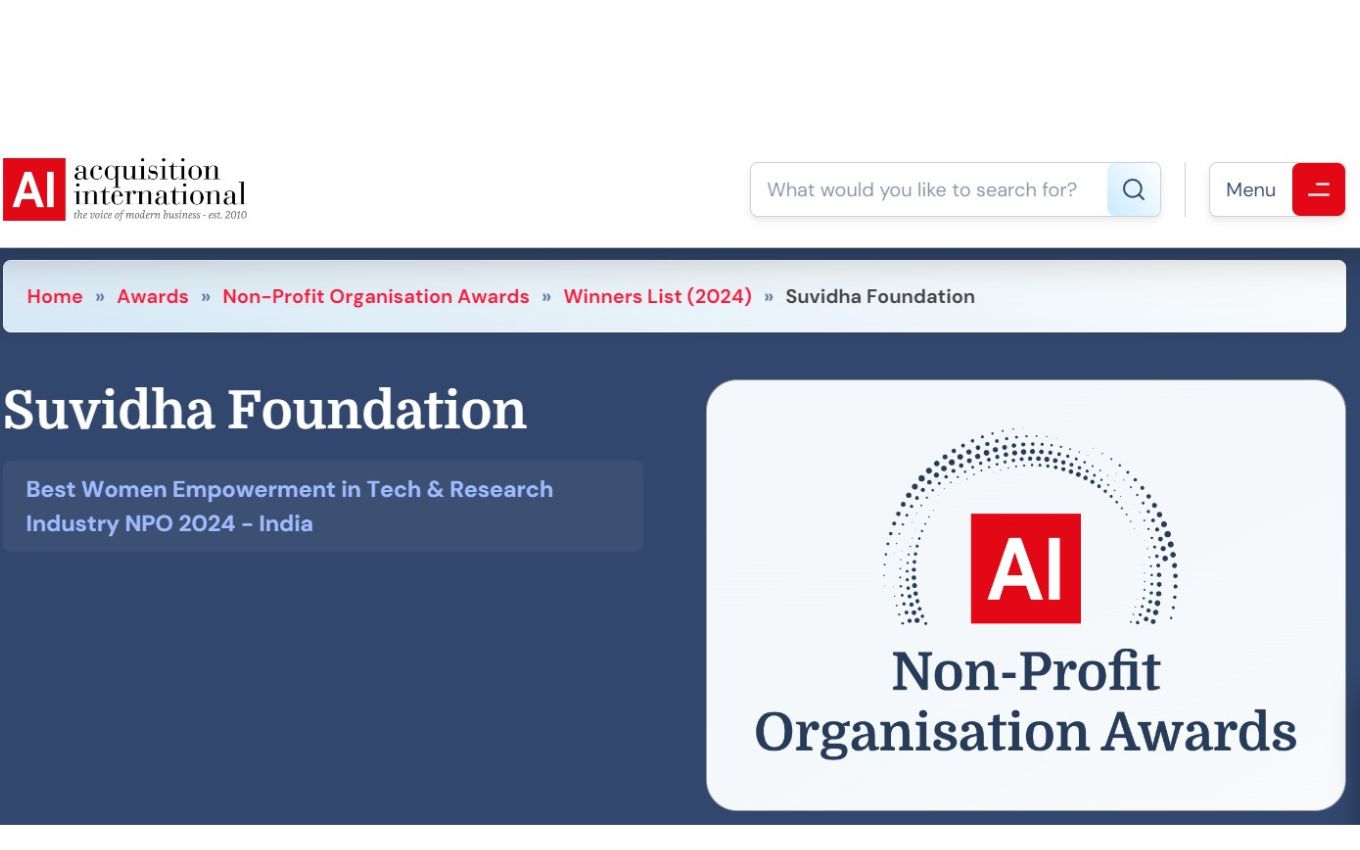 AI acquisition
international
the voice of modern business - est. 2010
What would you like to search for?
Menu
Home » Awards » Non-Profit Organisation Awards » Winners List (2024) » Suvidha Foundation
Suvidha Foundation
Best Women Empowerment in Tech & Research
Industry NPO 2024 – India
AI
Non-Profit
Organisation Awards